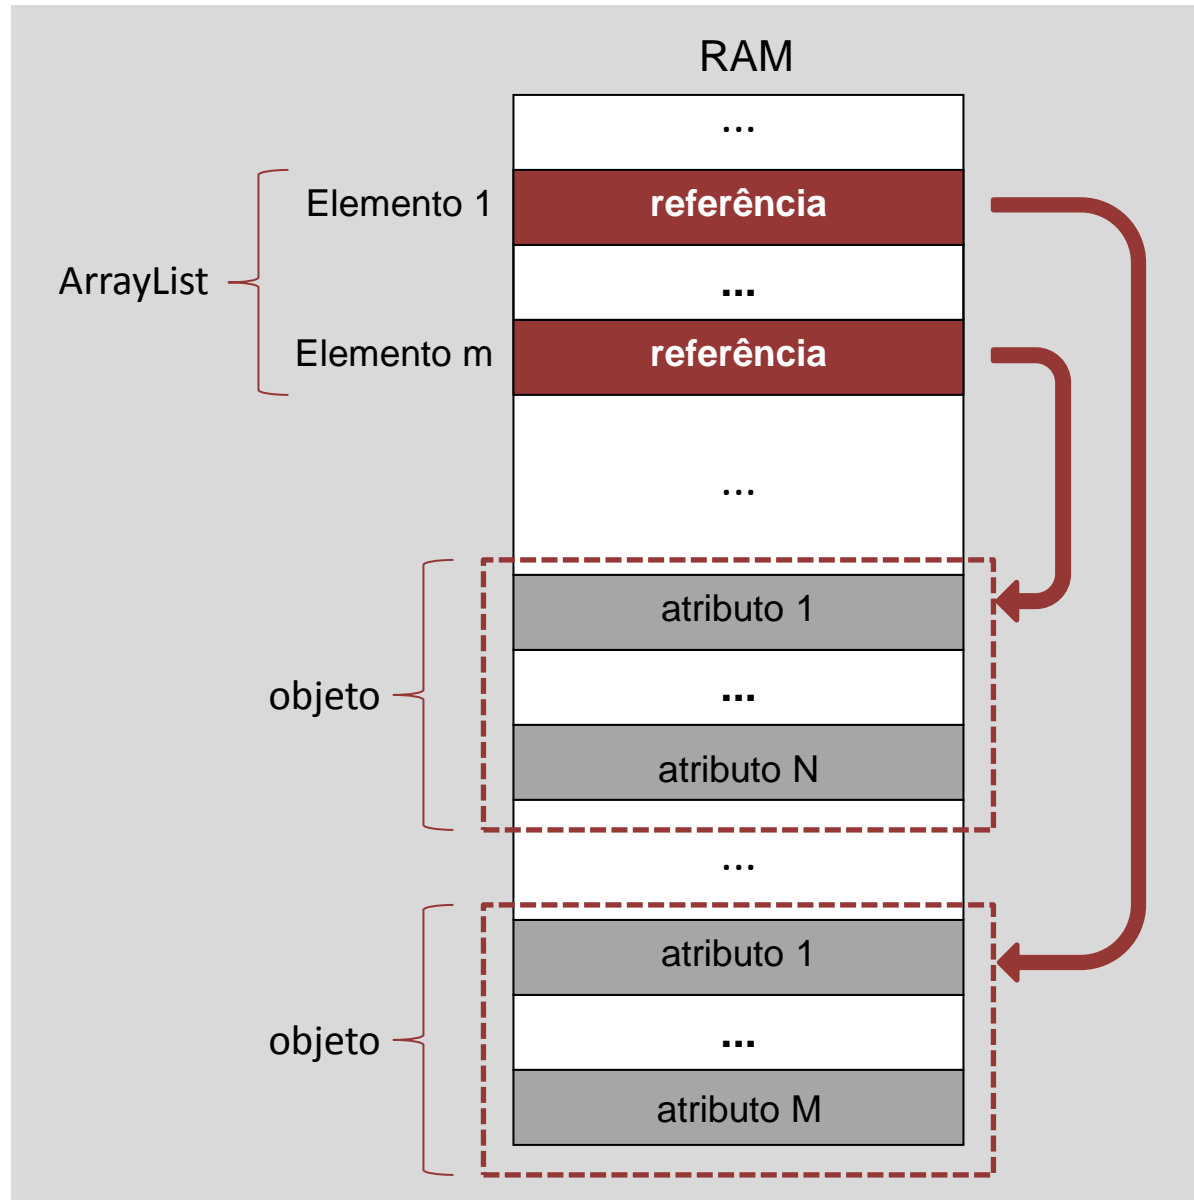 RAM
...
Elemento 1
referência
ArrayList
...
Elemento m
referência
...
atributo 1
objeto
...
atributo N
...
atributo 1
objeto
...
atributo M